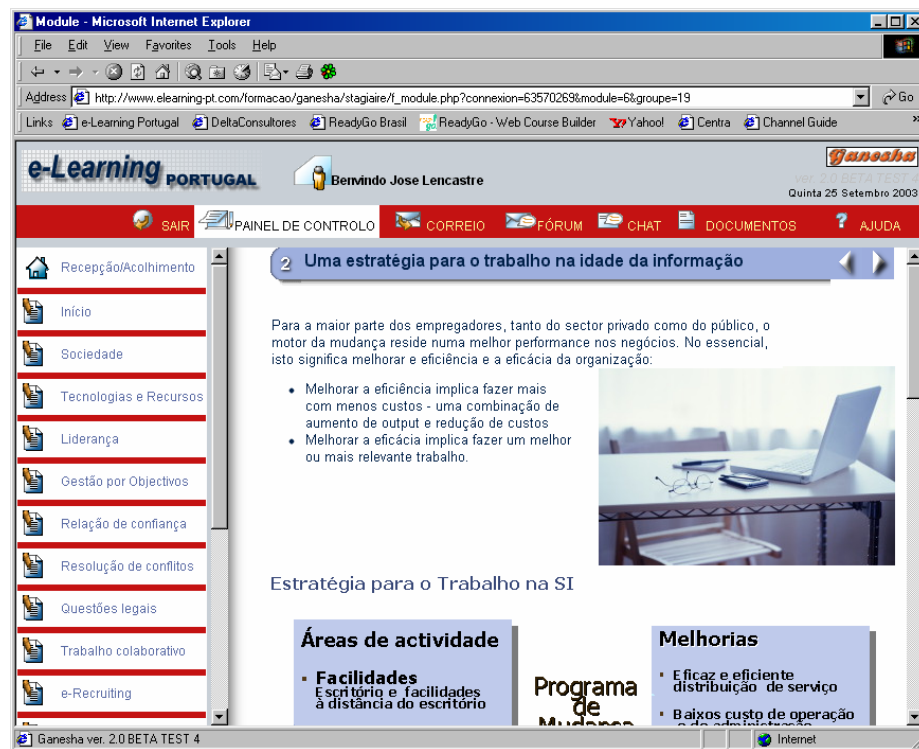 Module - Microsoft Internet Explorer
File Edit View Favorites Tools Help
Address http://www.elearning-pt.com/formacao/ganesha/stagiaire/f_module.php?connexion=63570269&module=6&groupe=19 Go
Links e-Learning Portugal DeltaConsultores ReadyGo Brasil ReadyGo - Web Course Builder Yahoo! Centra Channel Guide »
e-Learning PORTUGAL
Benvindo Jose Lencastre
Ganesha
ver. 2.0 BETA TEST 4
Quinta 25 Setembro 2003
SAIR PAINEL DE CONTROLO CORREIO FÓRUM CHAT DOCUMENTOS ? AJUDA
Recepção/Acolhimento
Início
Sociedade
Tecnologias e Recursos
Liderança
Gestão por Objectivos
Relação de confiança
Resolução de conflitos
Questões legais
Trabalho colaborativo
e-Recruiting
2 Uma estratégia para o trabalho na idade da informação
Para a maior parte dos empregadores, tanto do sector privado como do público, o
motor da mudança reside numa melhor performance nos negócios. No essencial,
isto significa melhorar e eficiência e a eficácia da organização:
• Melhorar a eficiência implica fazer mais
com menos custos - uma combinação de
aumento de output e redução de custos
• Melhorar a eficácia implica fazer um melhor
ou mais relevante trabalho.
Estratégia para o Trabalho na SI
Áreas de actividade
▪ Facilidades
Escritório e facilidades
à distância do escritório
Programa
de
Mudança
Melhorias
▪ Eficaz e eficiente
distribuição de serviço
▪ Baixos custo de operação
e de administração
Ganesha ver. 2.0 BETA TEST 4
Internet